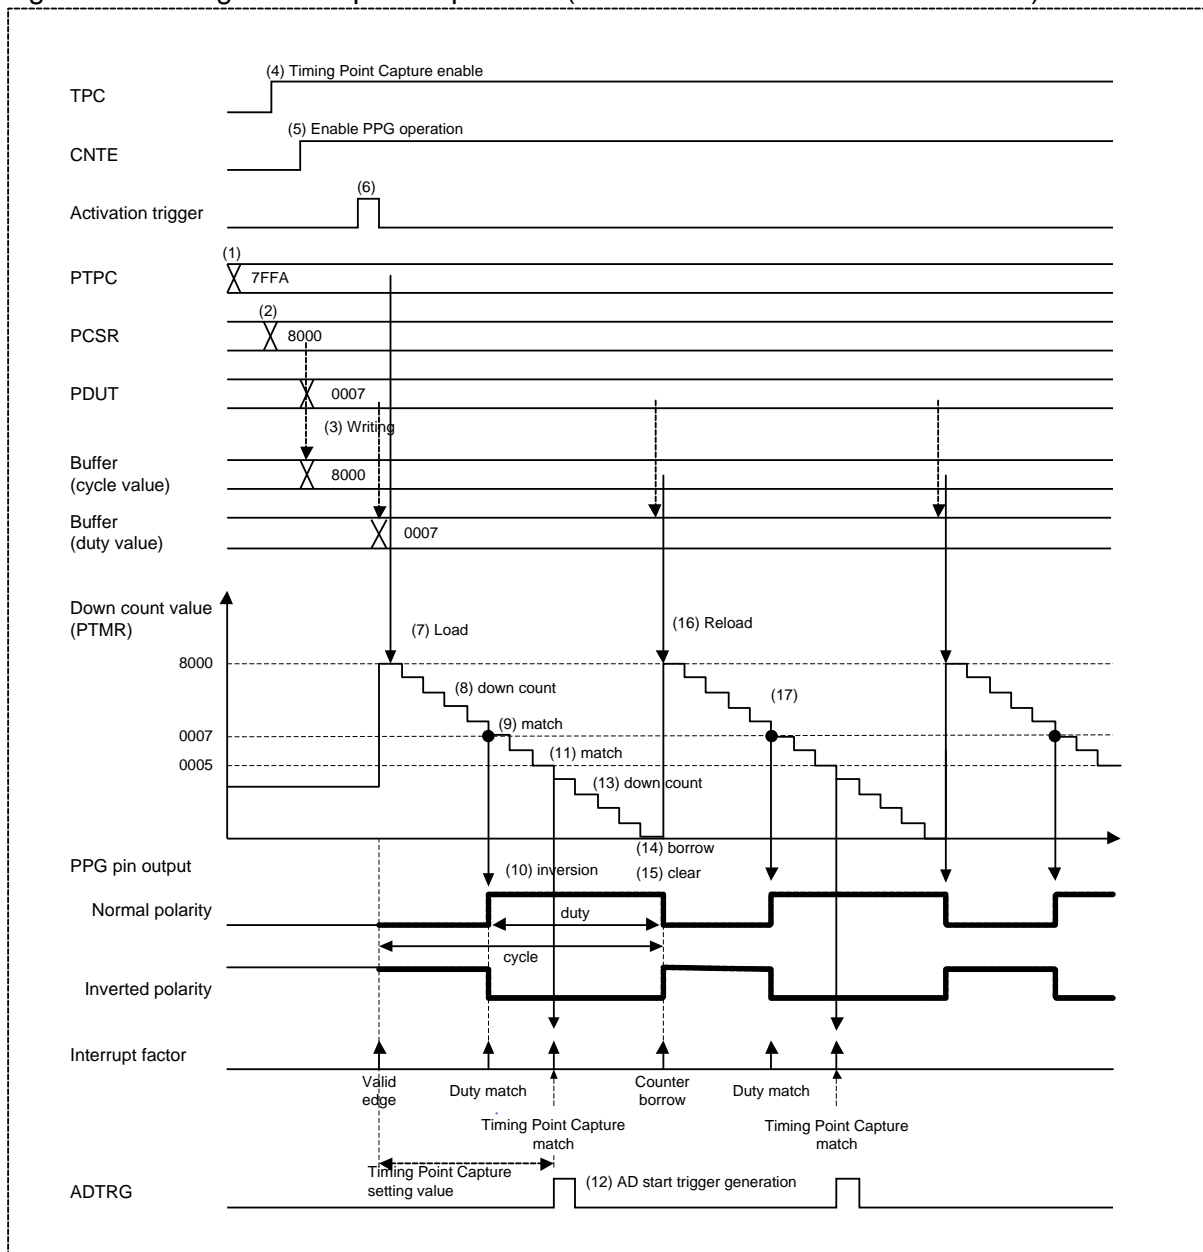 (4) Timing Point Capture enable
TPC
(5) Enable PPG operation
CNTE
(6)
Activation trigger
(1)
PTPC
7FFA
(2)
PCSR
8000
PDUT
0007
(3) Writing
Buffer
(cycle value)
8000
Buffer
(duty value)
0007
Down count value
(PTMR)
(7) Load
(16) Reload
8000
(8) down count
(17)
(9) match
0007
(11) match
0005
(13) down count
(14) borrow
PPG pin output
(10) inversion
(15) clear
Normal polarity
duty
cycle
Inverted polarity
Interrupt factor
Valid
edge
Duty match
Counter
borrow
Duty match
Timing Point Capture
match
Timing Point Capture
match
Timing Point Capture
setting value
(12) AD start trigger generation
ADTRG